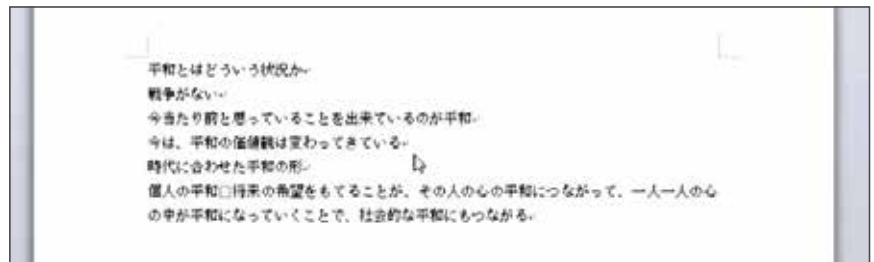 平和とはどういう状況か
戦争がない
今当たり前と思っていることを出来ているのが平和
今は、平和の価値観は変わってきている
時代に合わせた平和の形
個人の平和□将来の希望をもてることが、その人の心の平和につながって、一人一人の心
の中が平和になっていくことで、社会的な平和にもつながる